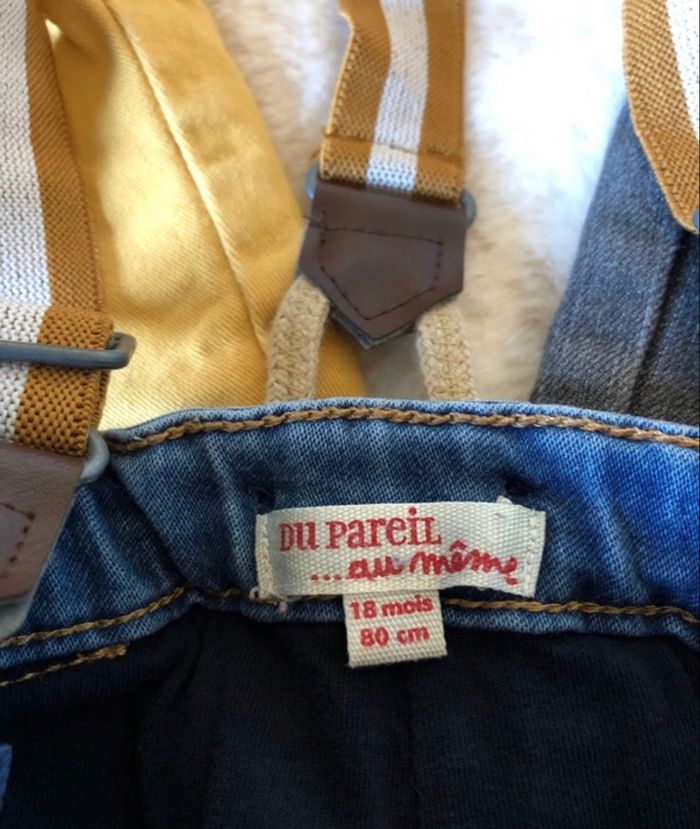 DU PAREIL
...au même
18 mois
80 cm